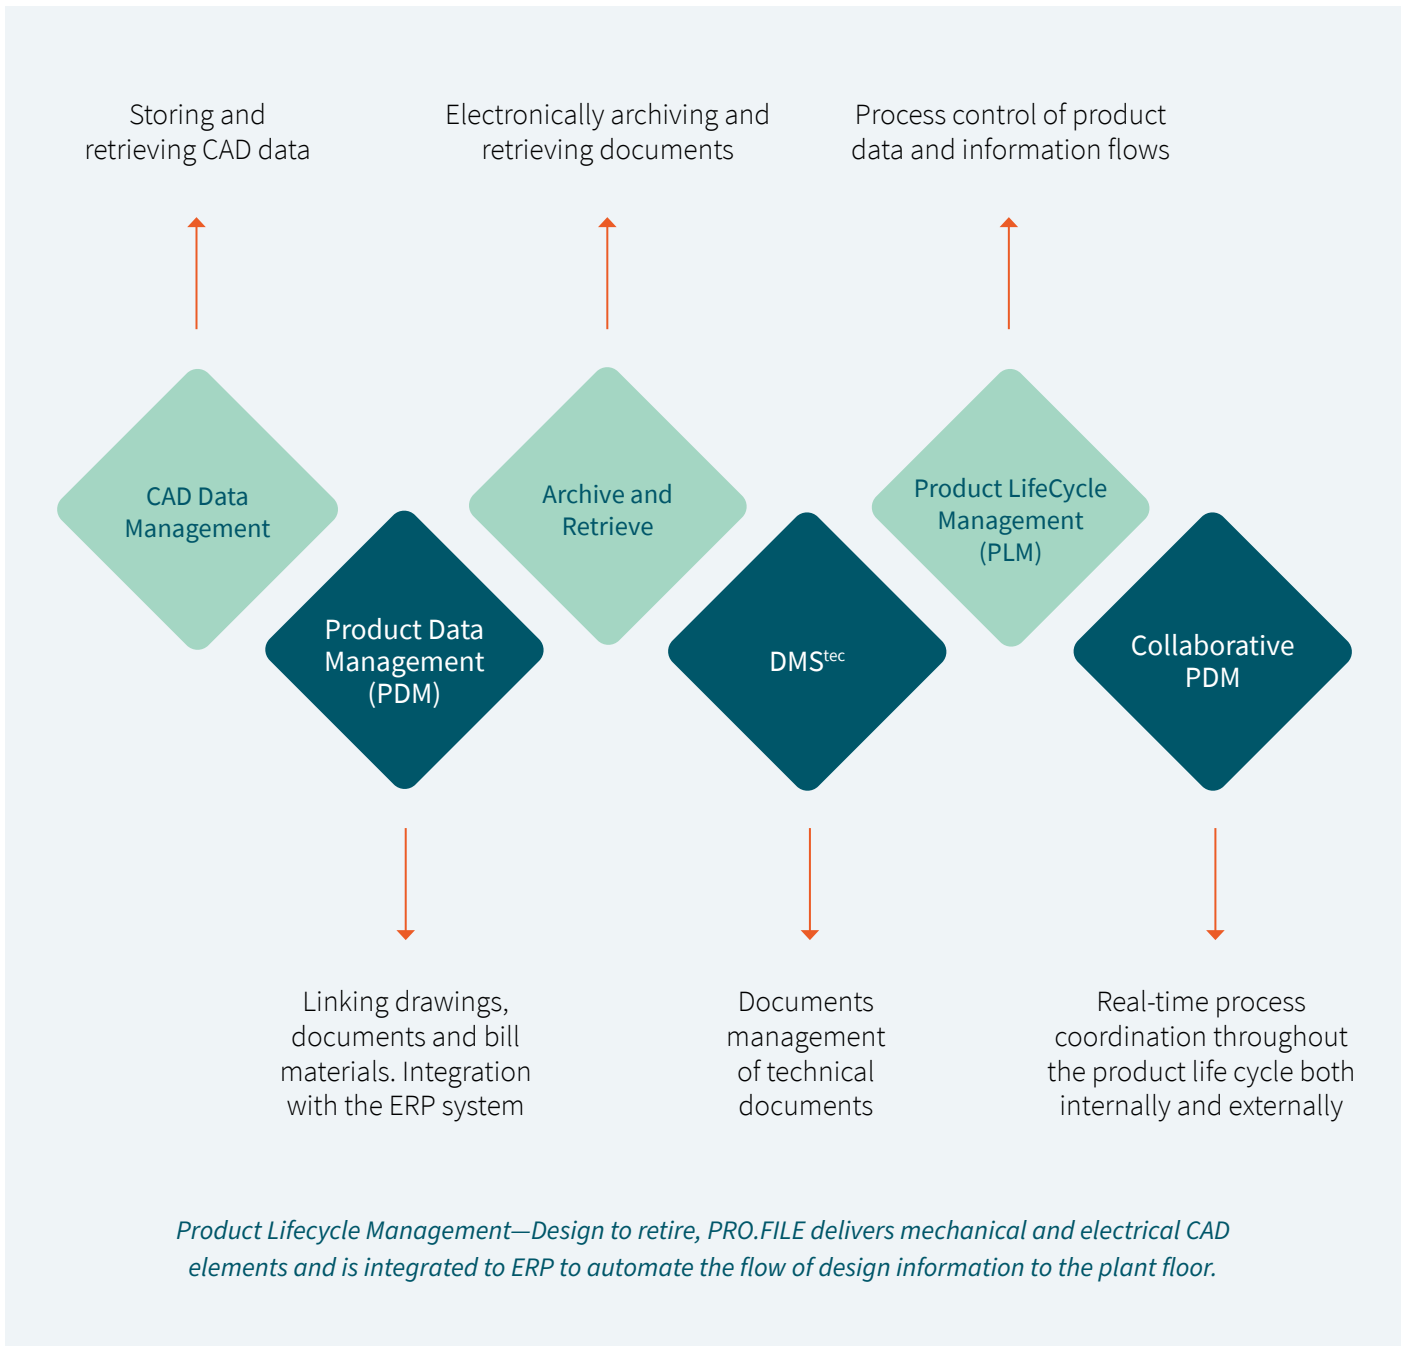 Storing and
retrieving CAD data
Electronically archiving and
retrieving documents
Process control of product
data and information flows
CAD Data
Management
Archive and
Retrieve
Product LifeCycle
Management
(PLM)
Product Data
Management
(PDM)
DMStec
Collaborative
PDM
Linking drawings,
documents and bill
materials. Integration
with the ERP system
Documents
management
of technical
documents
Real-time process
coordination throughout
the product life cycle both
internally and externally
Product Lifecycle Management—Design to retire, PRO.FILE delivers mechanical and electrical CAD
elements and is integrated to ERP to automate the flow of design information to the plant floor.